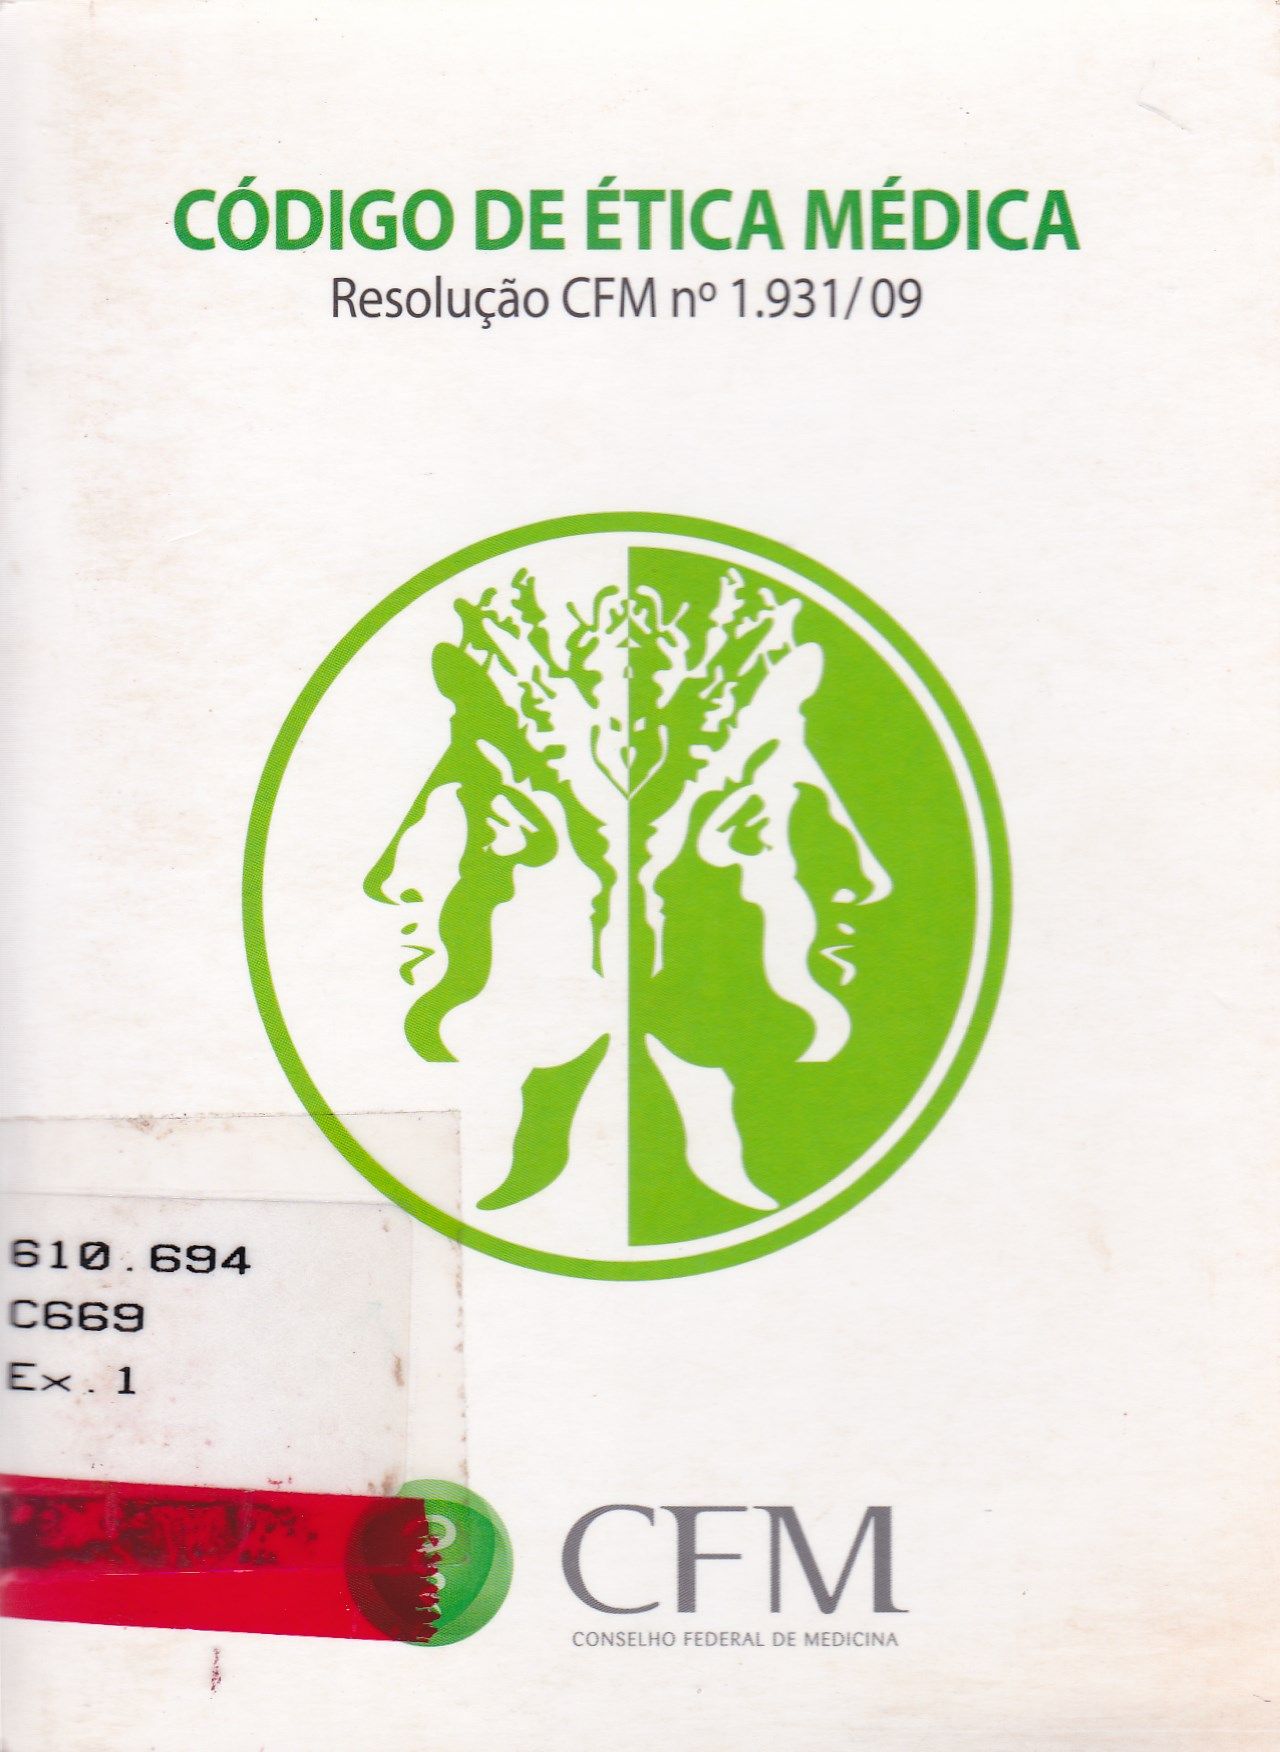 CÓDIGO DE ÉTICA MÉDICA
Resolução CFM nº 1.931/09
610.694
C669
Ex.1
CFM
CONSELHO FEDERAL DE MEDICINA